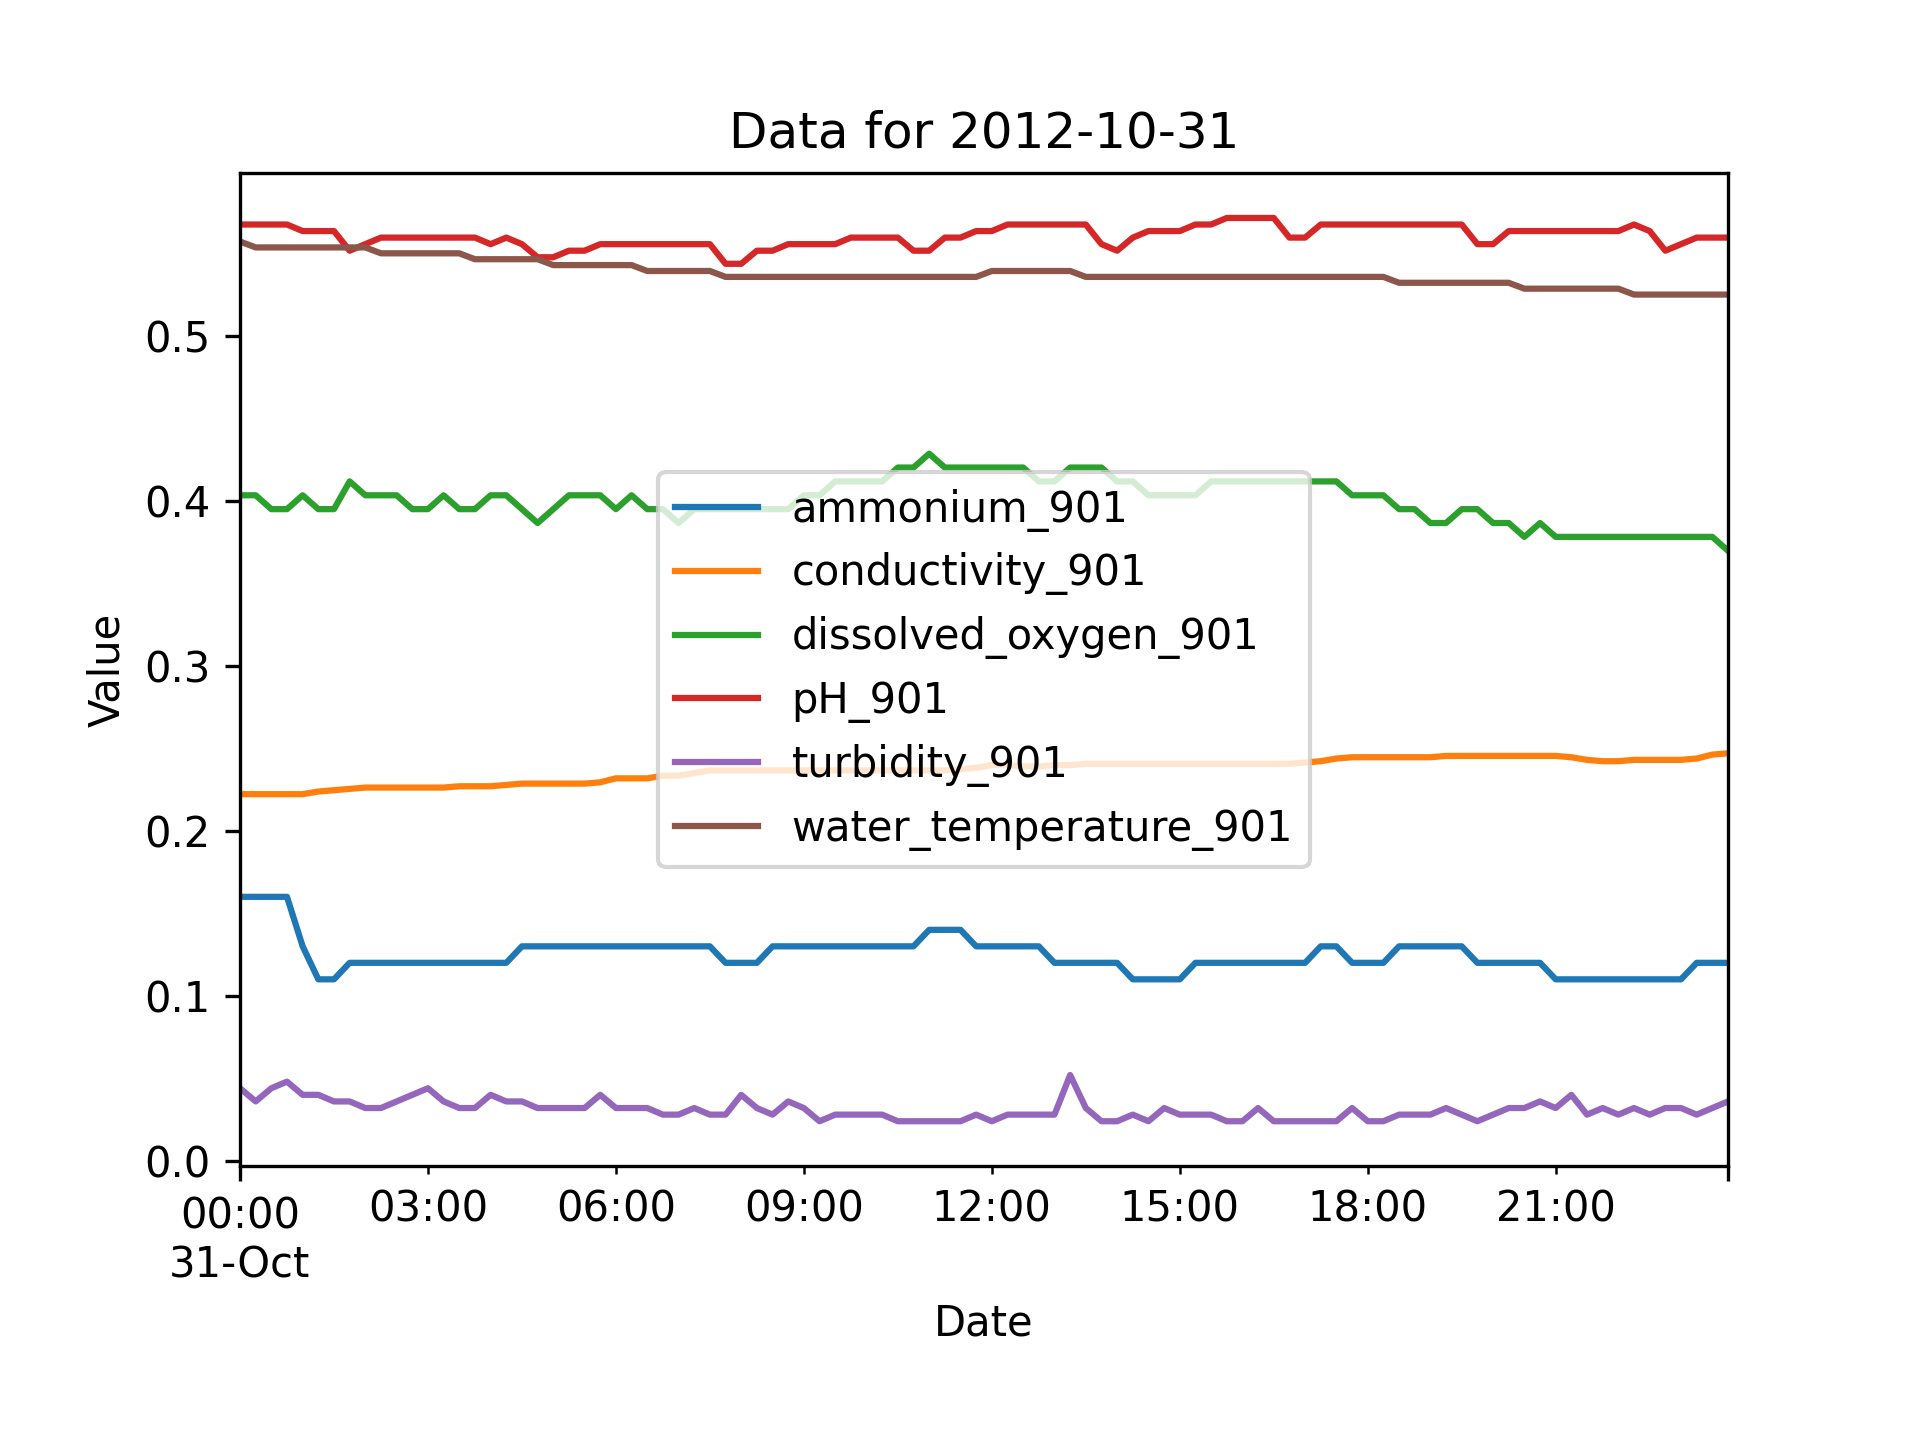 Data for 2012-10-31
Value
0.5
0.4
0.3
0.2
0.1
0.0
ammonium_901
conductivity_901
dissolved_oxygen_901
pH_901
turbidity_901
water_temperature_901
00:00 03:00 06:00 09:00 12:00 15:00 18:00 21:00
31-Oct
Date